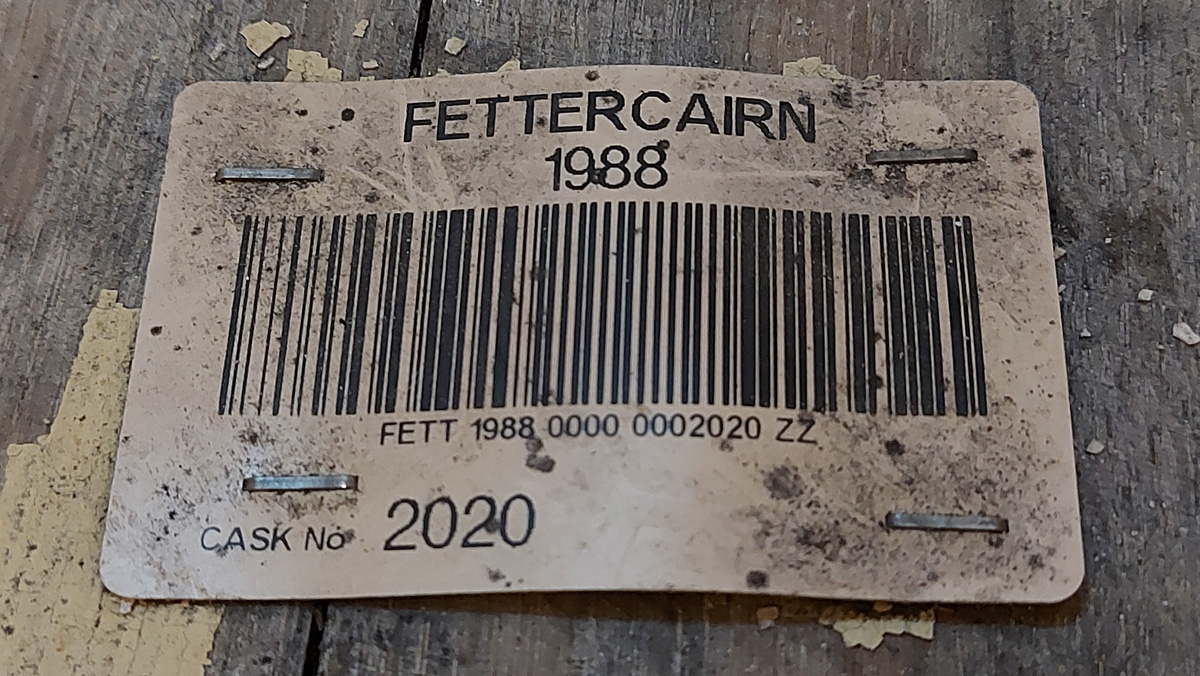 FETTERCAIRN
1988
FETT 1988 0000 0002020 ZZ
CASK No 2020